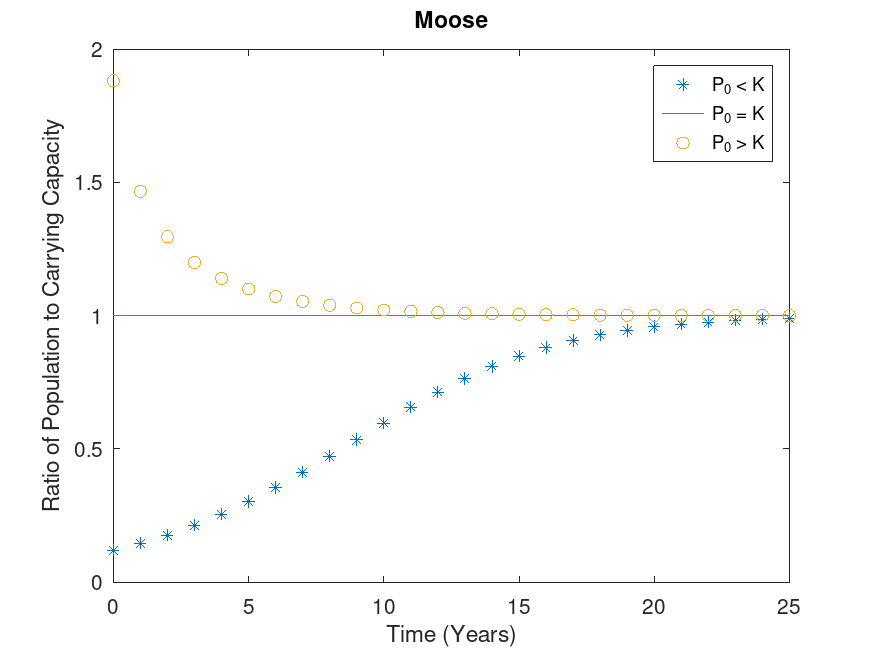 Moose
Ratio of Population to Carrying Capacity
2
1.5
1
0.5
0
P₀ < K
P₀ = K
P₀ > K
0 5 10 15 20 25
Time (Years)